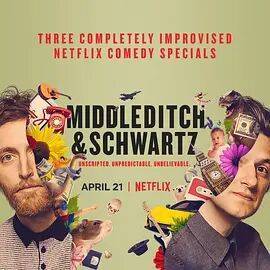 THREE COMPLETELY IMPROVISED
NETFLIX COMEDY SPECIALS
MIDDLEDITCH
& SCHWARTZ
UNSCRIPTED. UNPREDICTABLE. UNBELIEVABLE.
APRIL 21 | NETFLIX